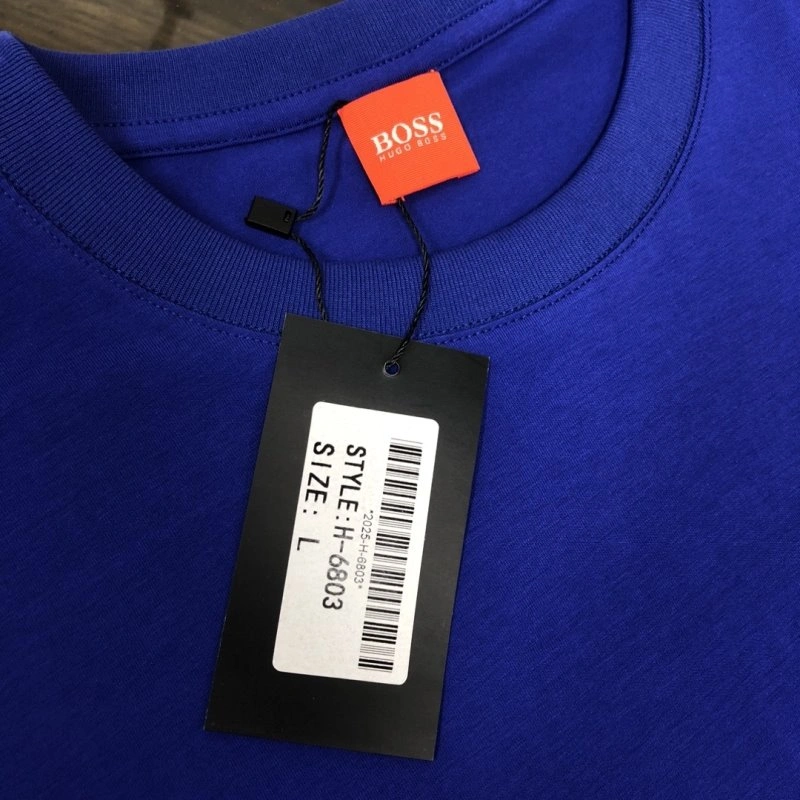 BOSS
HUGO BOSS
*2025-H-6803*
STYLE:H-6803
SIZE: L